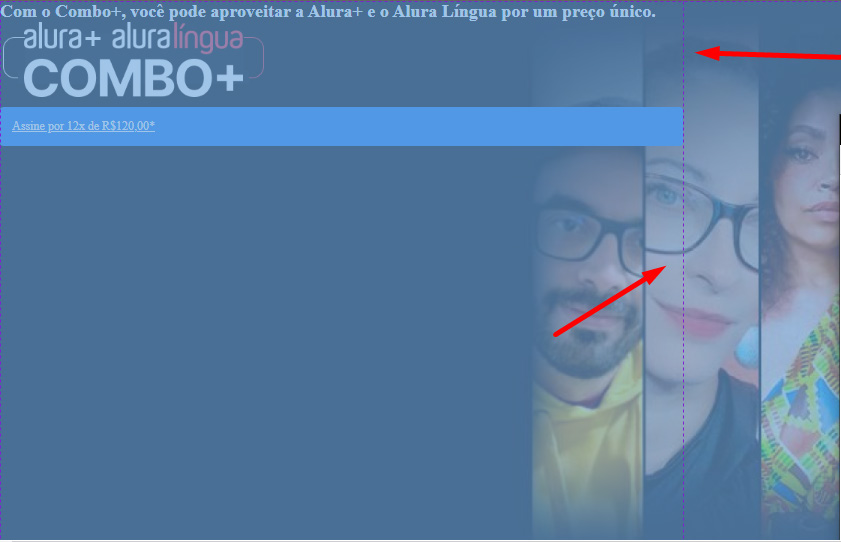 Com o Combo+, você pode aproveitar a Alura+ e o Alura Língua por um preço único.
alura+ aluralíngua
COMBO+
Assine por 12x de R$120,00*